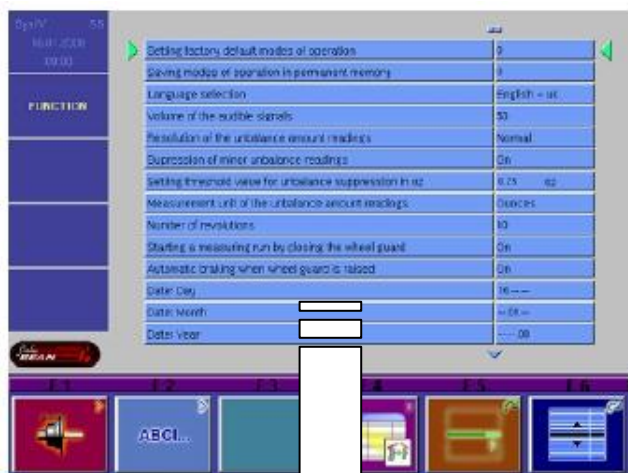 FUNCTION
Setting factory default modes of operation 0
Saving modes of operation in permanent memory 0
Language selection English - us
Volume of the audible signals 50
Resolution of the unbalance amount readings Normal
Supression of minor unbalance readings On
Setting threshold value for unbalance suppression in oz 0.25 oz
Measurement unit of the unbalance amount readings Ounces
Number of revolutions 10
Starting a measuring run by closing the wheel guard On
Automatic braking when wheel guard is raised On
Date: Day 16
Date: Month
Date: Year
BEAN
F1 F2 F3 F4 F5 F6
ABC(...